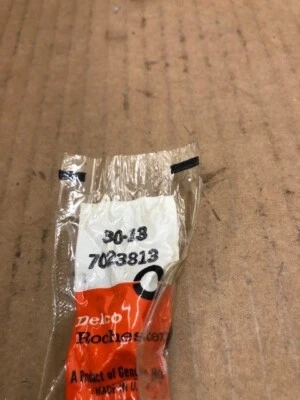 30-13
7023813
Delco
Rochester
A Product of General
MADE IN U.